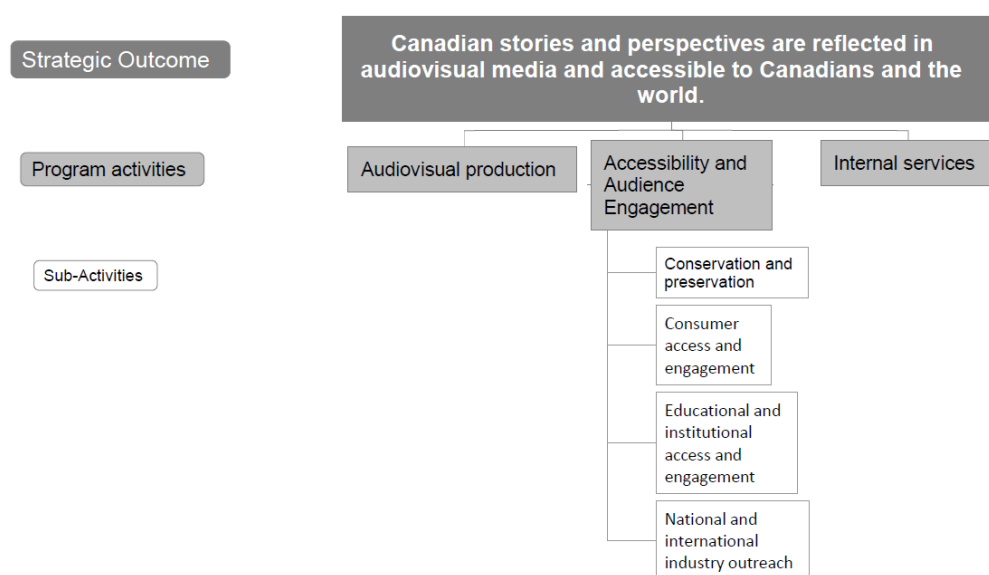 Strategic Outcome
Canadian stories and perspectives are reflected in
audiovisual media and accessible to Canadians and the
world.
Program activities
Audiovisual production
Accessibility and
Audience
Engagement
Internal services
Sub-Activities
Conservation and
preservation
Consumer
access and
engagement
Educational and
institutional
access and
engagement
National and
international
industry outreach